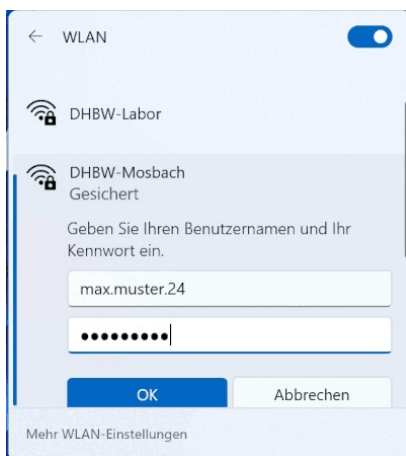 WLAN
DHBW-Labor
DHBW-Mosbach
Gesichert
Geben Sie Ihren Benutzernamen und Ihr
Kennwort ein.
max.muster.24
●●●●●●●●●
OK
Abbrechen
Mehr WLAN-Einstellungen